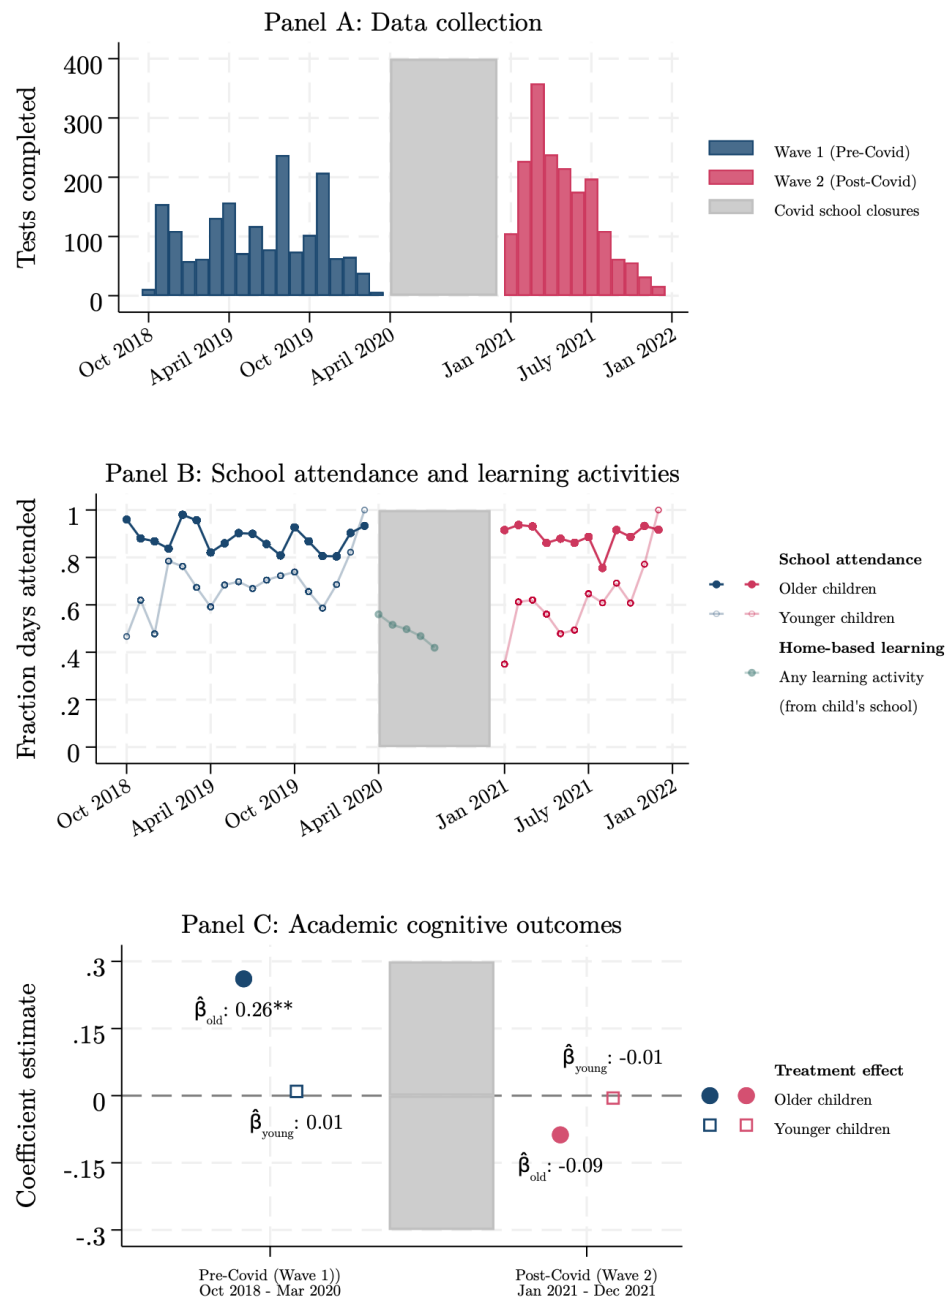 Panel A: Data collection
Tests completed
400
300
200
100
0
Oct 2018
April 2019
Oct 2019
April 2020
Jan 2021
July 2021
Jan 2022
Wave 1 (Pre-Covid)
Wave 2 (Post-Covid)
Covid school closures
Panel B: School attendance and learning activities
Fraction days attended
1
.8
.6
.4
.2
0
Oct 2018
April 2019
Oct 2019
April 2020
Jan 2021
July 2021
Jan 2022
School attendance
Older children
Younger children
Home-based learning
Any learning activity
(from child's school)
Panel C: Academic cognitive outcomes
Coefficient estimate
.3
.15
0
-.15
-.3
β̂old: 0.26**
β̂young: 0.01
β̂young: -0.01
β̂old: -0.09
Pre-Covid (Wave 1))
Oct 2018 - Mar 2020
Post-Covid (Wave 2)
Jan 2021 - Dec 2021
Treatment effect
Older children
Younger children